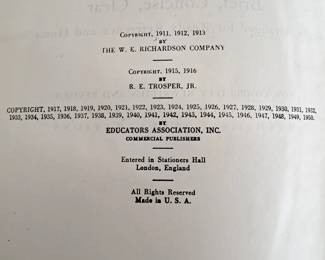 Brief, Concise, Clear
COPYRIGHT, 1911, 1912, 1913
BY
THE W. E. RICHARDSON COMPANY
COPYRIGHT, 1915, 1916
BY
R. E. TROSPER, JR.
COPYRIGHT, 1917, 1918, 1919, 1920, 1921, 1922, 1923, 1924, 1925, 1926, 1927, 1928, 1929, 1930, 1931, 1932,
1933, 1934, 1935, 1936, 1937, 1938, 1939, 1940, 1941, 1942, 1943, 1944, 1945, 1946, 1947, 1948, 1949, 1950.
BY
EDUCATORS ASSOCIATION, INC.
COMMERCIAL PUBLISHERS
Entered in Stationers Hall
London, England
All Rights Reserved
Made in U. S. A.